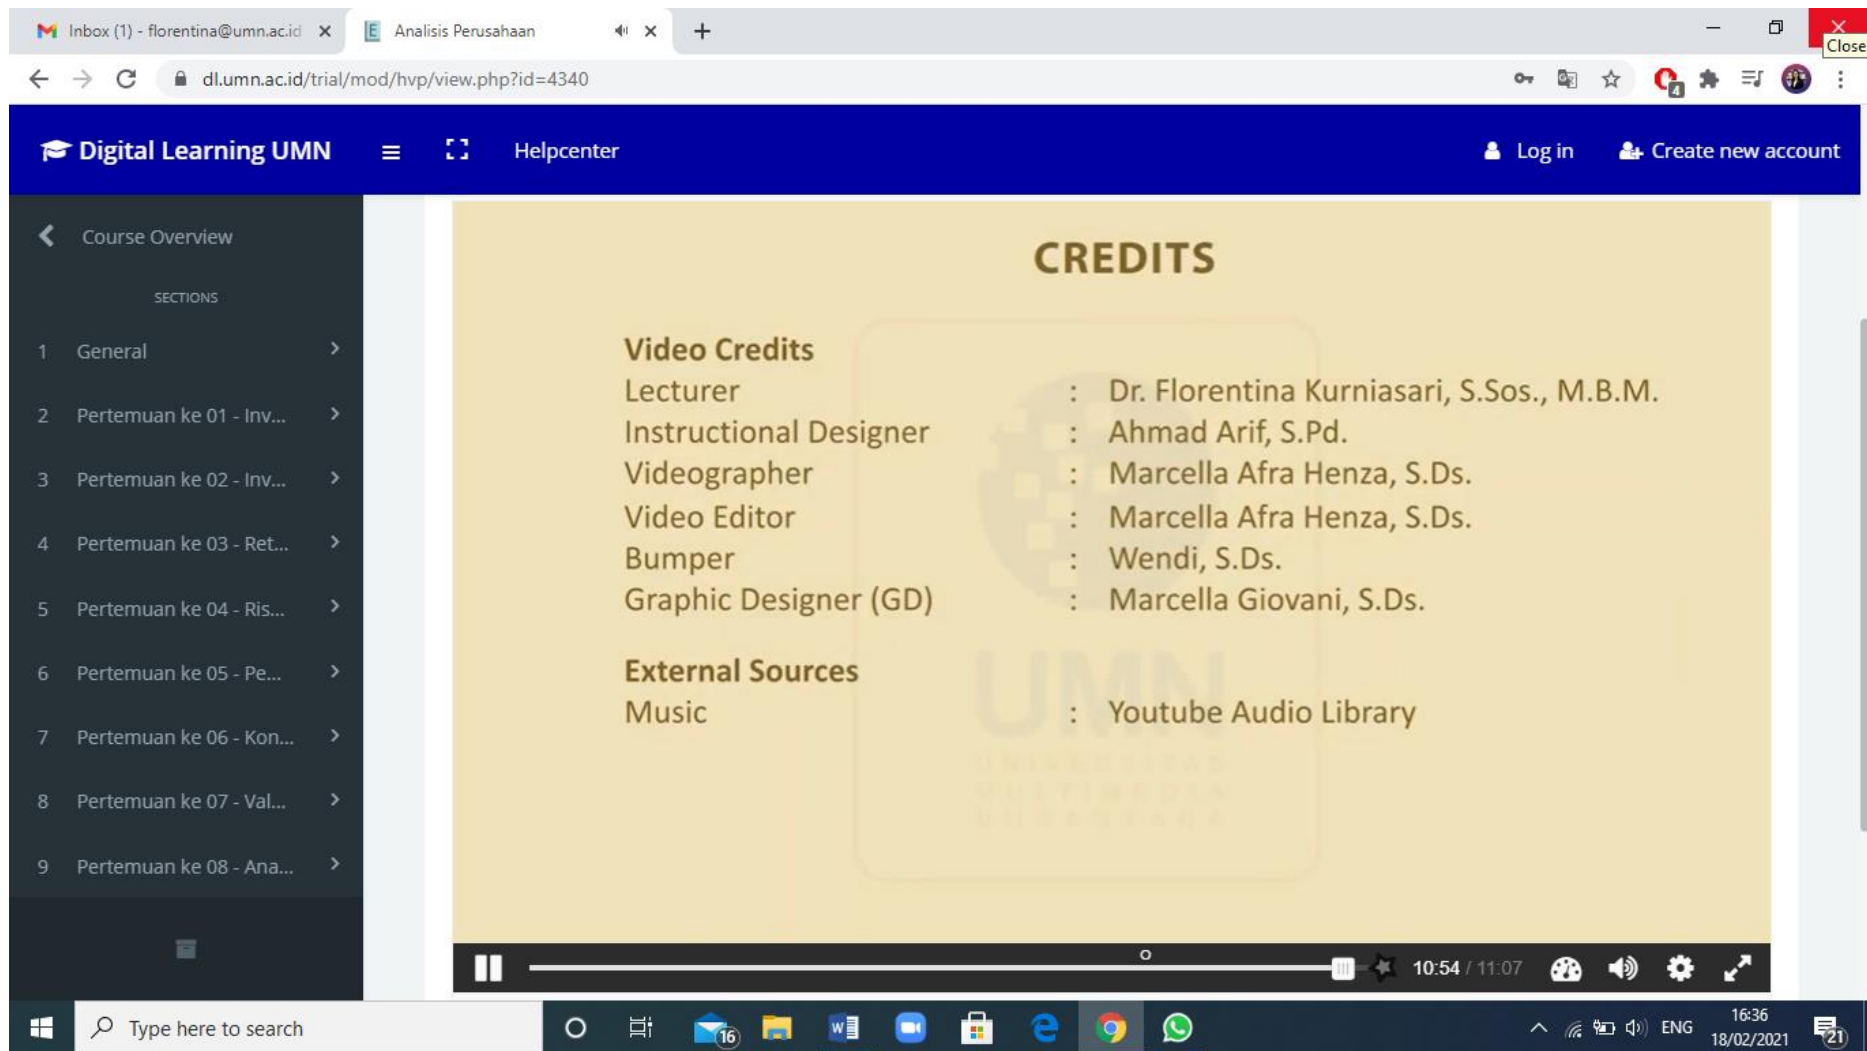 Inbox (1) - florentina@umn.ac.id
Analisis Perusahaan
Close
dl.umn.ac.id/trial/mod/hvp/view.php?id=4340
4
Digital Learning UMN
Helpcenter
Log in
Create new account
Course Overview
SECTIONS
1 General
2 Pertemuan ke 01 - Inv...
3 Pertemuan ke 02 - Inv...
4 Pertemuan ke 03 - Ret...
5 Pertemuan ke 04 - Ris...
6 Pertemuan ke 05 - Pe...
7 Pertemuan ke 06 - Kon...
8 Pertemuan ke 07 - Val...
9 Pertemuan ke 08 - Ana...
CREDITS
Video Credits
Lecturer : Dr. Florentina Kurniasari, S.Sos., M.B.M.
Instructional Designer : Ahmad Arif, S.Pd.
Videographer : Marcella Afra Henza, S.Ds.
Video Editor : Marcella Afra Henza, S.Ds.
Bumper : Wendi, S.Ds.
Graphic Designer (GD) : Marcella Giovani, S.Ds.
External Sources
Music : Youtube Audio Library
UMN
UNIVERSITAS
MULTIMEDIA
NUSANTARA
10:54 / 11:07
Type here to search
16
ENG
16:36
18/02/2021
21